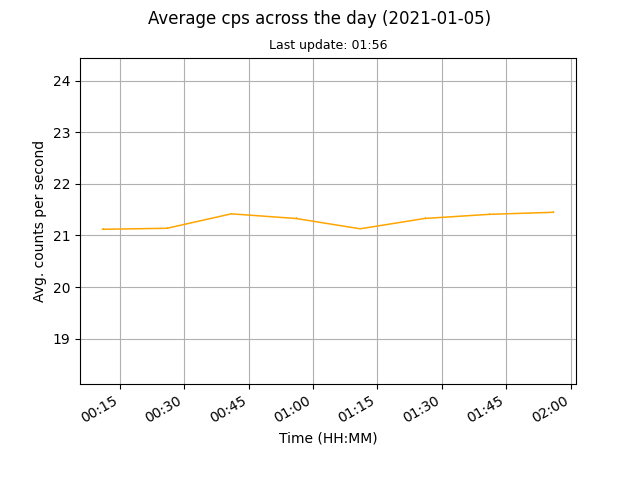 Average cps across the day (2021-01-05)
Last update: 01:56
24
23
22
21
20
19
Avg. counts per second
00:15 00:30 00:45 01:00 01:15 01:30 01:45 02:00
Time (HH:MM)